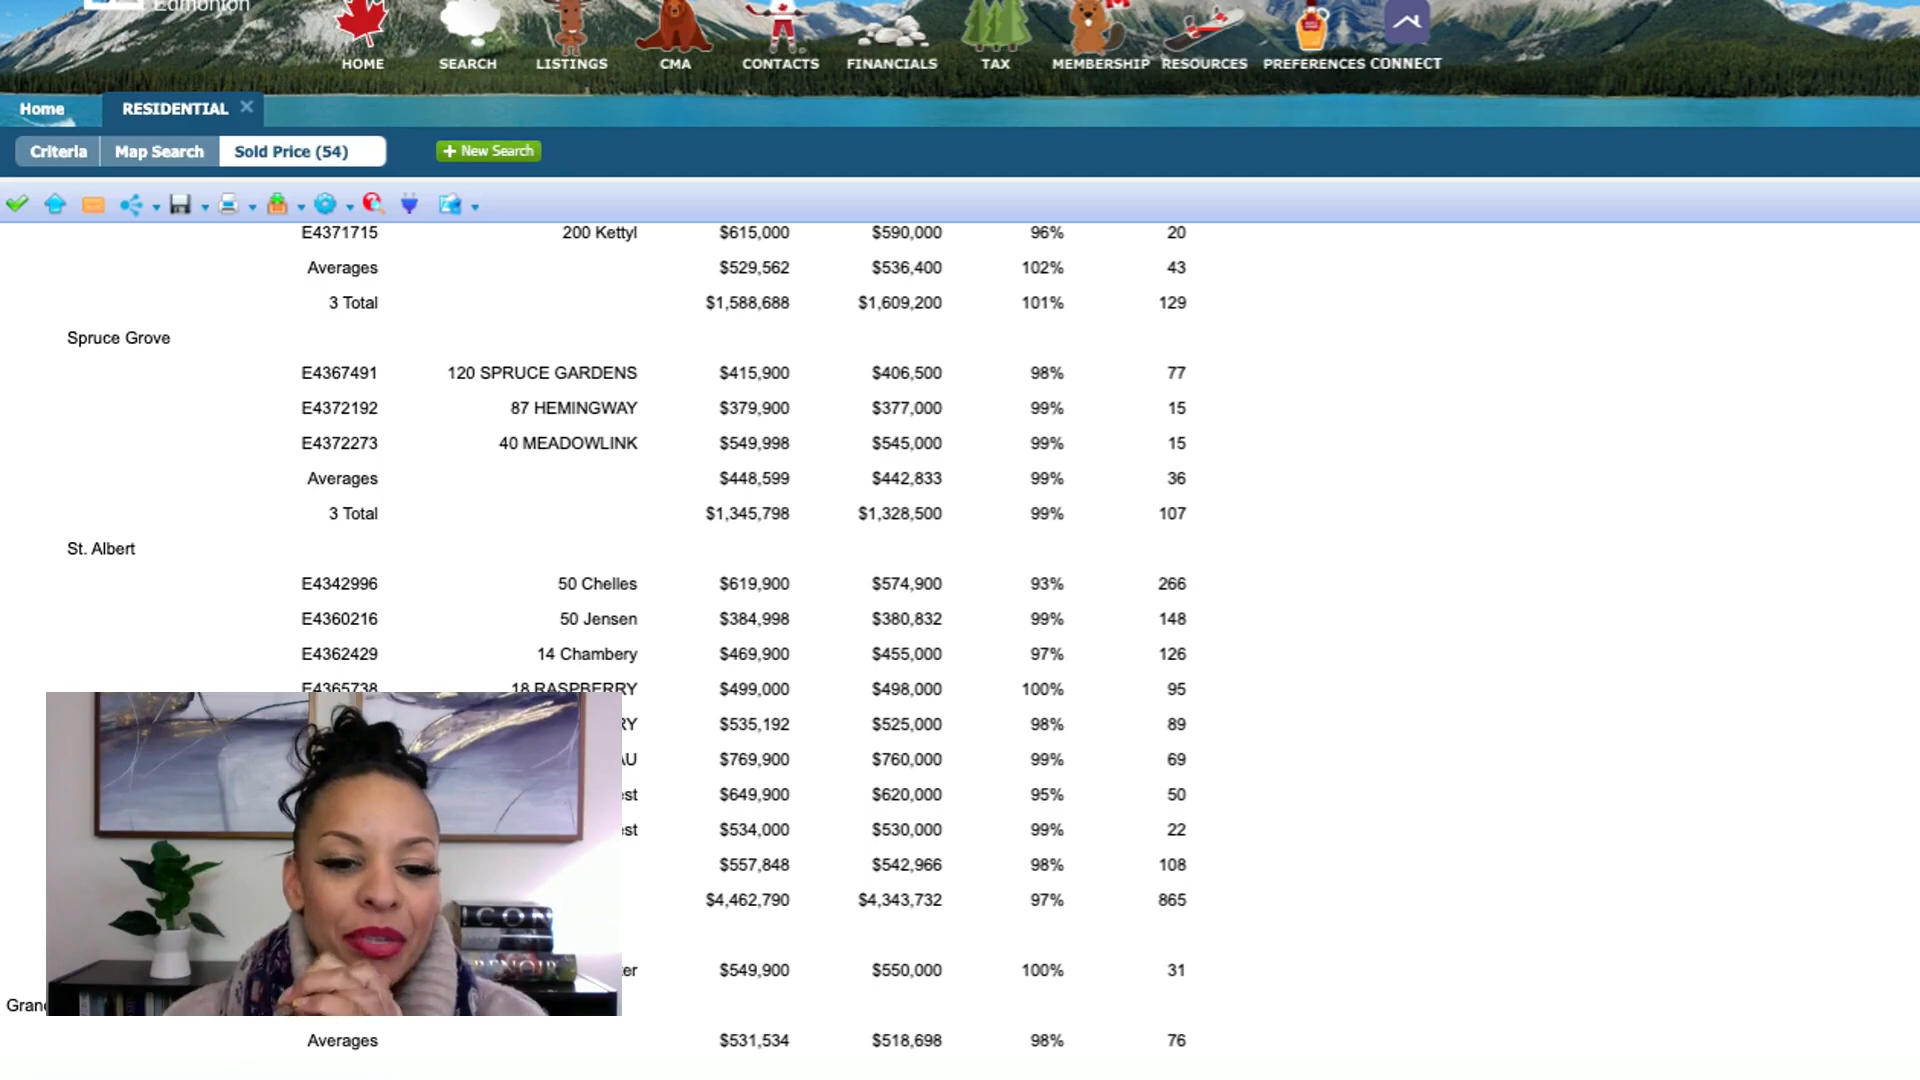 Edmonton
HOME SEARCH LISTINGS CMA CONTACTS FINANCIALS TAX MEMBERSHIP RESOURCES PREFERENCES CONNECT
Home RESIDENTIAL
Criteria Map Search Sold Price (54) + New Search
E4371715 200 Kettyl $615,000 $590,000 96% 20
Averages $529,562 $536,400 102% 43
3 Total $1,588,688 $1,609,200 101% 129
Spruce Grove
E4367491 120 SPRUCE GARDENS $415,900 $406,500 98% 77
E4372192 87 HEMINGWAY $379,900 $377,000 99% 15
E4372273 40 MEADOWLINK $549,998 $545,000 99% 15
Averages $448,599 $442,833 99% 36
3 Total $1,345,798 $1,328,500 99% 107
St. Albert
E4342996 50 Chelles $619,900 $574,900 93% 266
E4360216 50 Jensen $384,998 $380,832 99% 148
14 Chambery $469,900 $455,000 97% 126
E4362429
E4365738 18 RASPBERRY $499,000 $498,000 100% 95
RY $535,192 $525,000 98% 89
AU $769,900 $760,000 99% 69
est $649,900 $620,000 95% 50
est $534,000 $530,000 99% 22
$557,848 $542,966 98% 108
$4,462,790 $4,343,732 97% 865
ICON
RENOIR
er $549,900 $550,000 100% 31
Gran
Averages $531,534 $518,698 98% 76